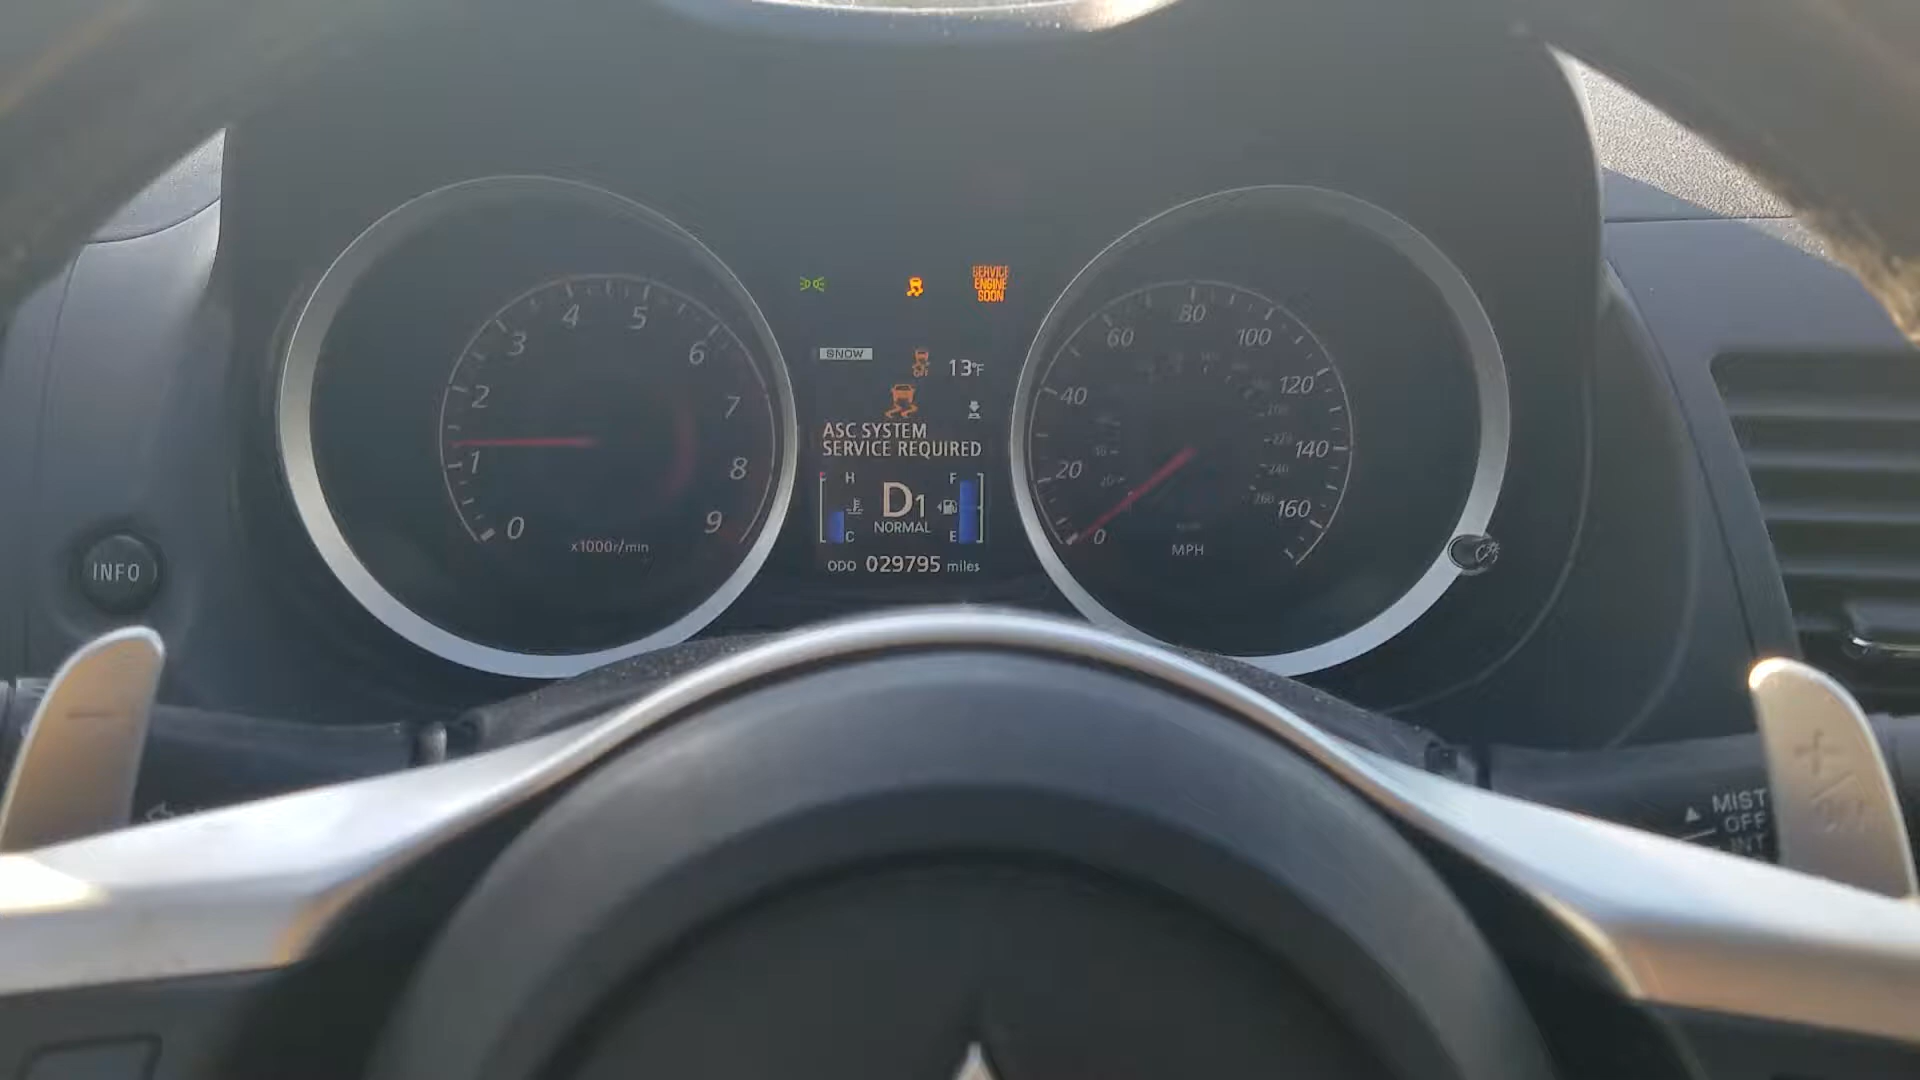 SERVICE
ENGINE
SOON
SNOW
OFF
13°F
ASC SYSTEM
SERVICE REQUIRED
H
F
D1
NORMAL
C
E
ODO 029795 miles
0
1
2
3
4
5
6
7
8
9
x1000r/min
0
20
40
60
80
100
120
140
160
MPH
INFO
−
+
MIST
OFF
INT